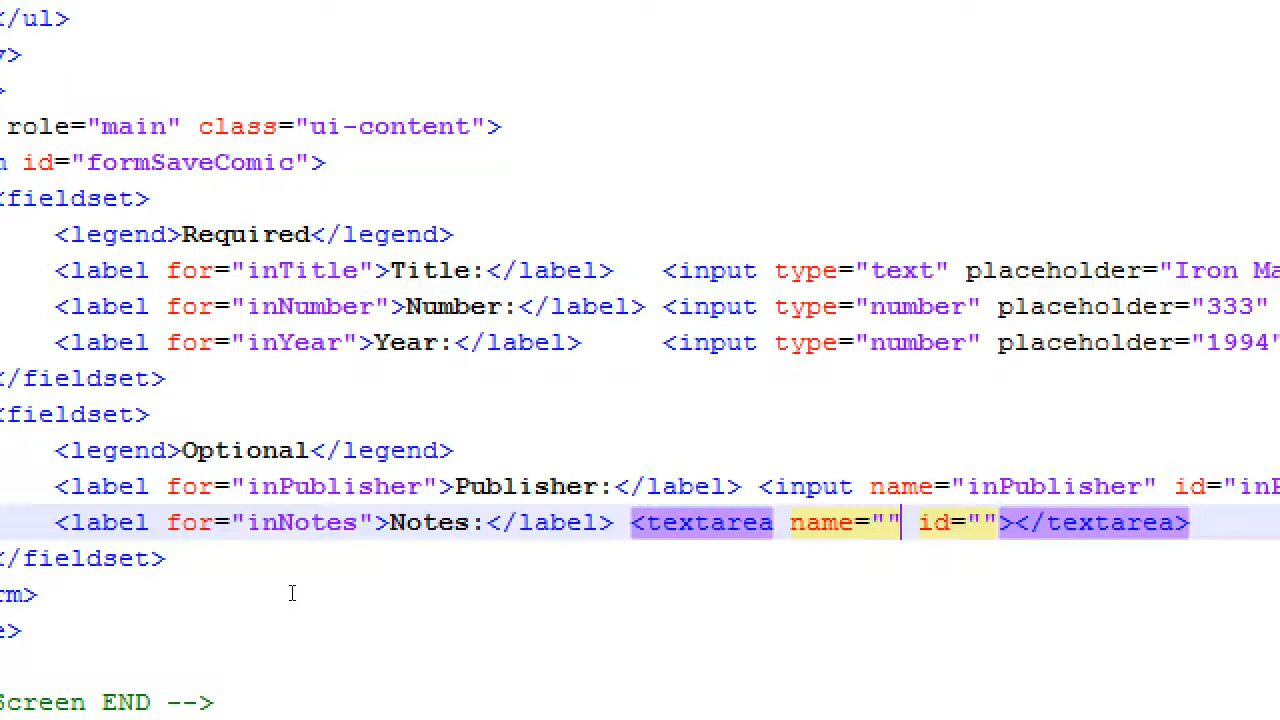 </ul>
v>
>
role="main" class="ui-content">
id="formSaveComic">
<fieldset>
<legend>Required</legend>
<label for="inTitle">Title:</label> <input type="text" placeholder="Iron Ma
<label for="inNumber">Number:</label> <input type="number" placeholder="333"
<label for="inYear">Year:</label> <input type="number" placeholder="1994"
</fieldset>
<fieldset>
<legend>Optional</legend>
<label for="inPublisher">Publisher:</label> <input name="inPublisher" id="inP
<label for="inNotes">Notes:</label> <textarea name="" id=""></textarea>
</fieldset>
rm>
e>
Screen END -->